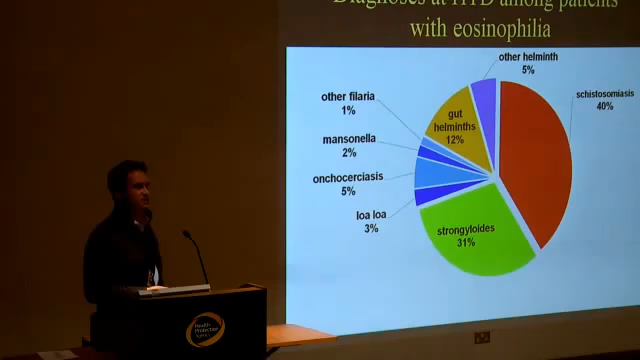 Diagnoses at HTD among patients
with eosinophilia
other helminth
5%
schistosomiasis
40%
other filaria
1%
gut
helminths
12%
mansonella
2%
onchocerciasis
5%
loa loa
3%
strongyloides
31%
Health
Protection
Agency